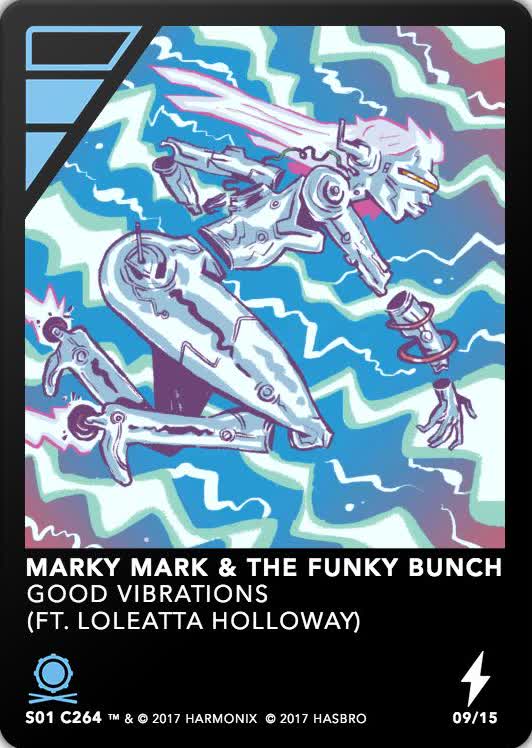 MARKY MARK & THE FUNKY BUNCH
GOOD VIBRATIONS
(FT. LOLEATTA HOLLOWAY)
S01 C264 ™ & © 2017 HARMONIX © 2017 HASBRO 09/15